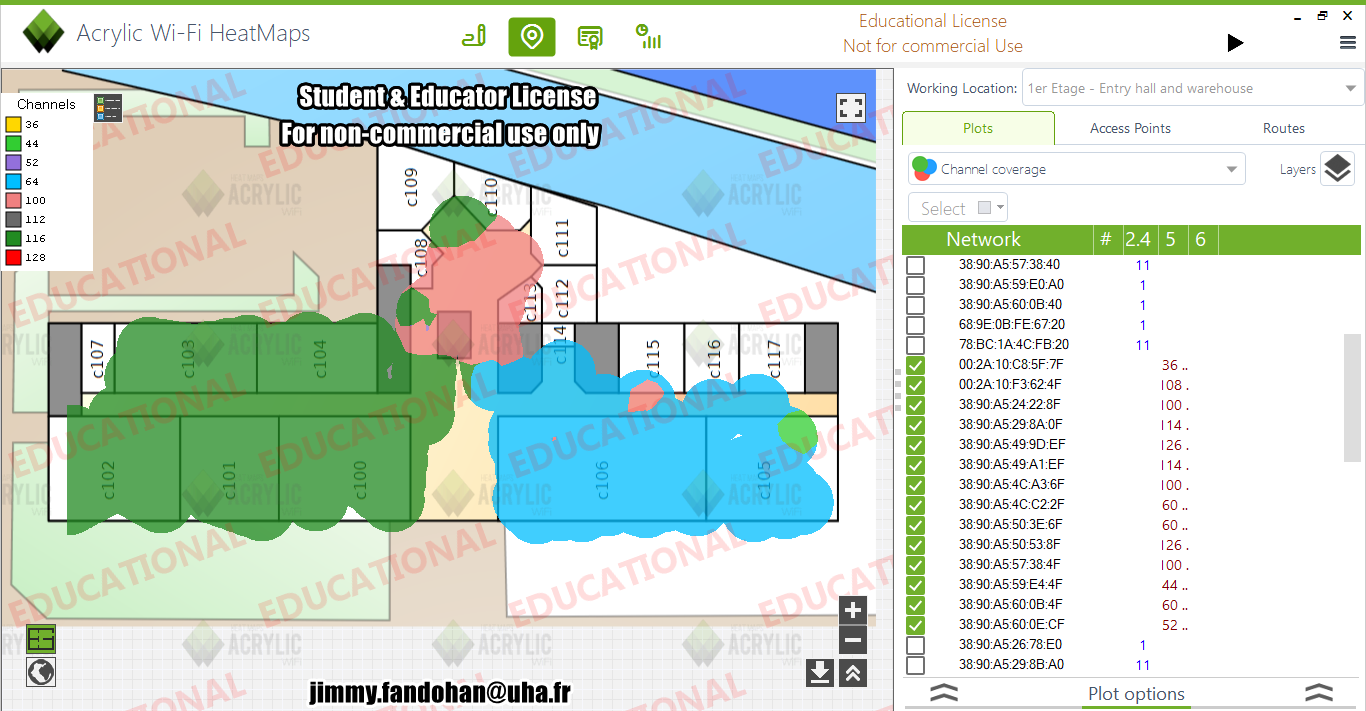 Acrylic Wi-Fi HeatMaps
Educational License
Not for commercial Use
Student & Educator License
For non-commercial use only
Channels
36
44
52
64
100
112
116
128
c109
c110
c111
c108
c113
c112
c114
c107
c103
c104
c115
c116
c117
c102
c101
c100
c106
c105
EDUCATIONAL
ACRYLIC
WIFI
jimmy.fandohan@uha.fr
Working Location:
1er Etage - Entry hall and warehouse
Plots
Access Points
Routes
Channel coverage
Layers
Select
Network # 2.4 5 6
38:90:A5:57:38:40 11
38:90:A5:59:E0:A0 1
38:90:A5:60:0B:40 1
68:9E:0B:FE:67:20 1
78:BC:1A:4C:FB:20 11
00:2A:10:C8:5F:7F 36 ..
00:2A:10:F3:62:4F 108 .
38:90:A5:24:22:8F 100 .
38:90:A5:29:8A:0F 114 .
38:90:A5:49:9D:EF 126 .
38:90:A5:49:A1:EF 114 .
38:90:A5:4C:A3:6F 100 .
38:90:A5:4C:C2:2F 60 ..
38:90:A5:50:3E:6F 60 ..
38:90:A5:50:53:8F 126 .
38:90:A5:57:38:4F 100 .
38:90:A5:59:E4:4F 44 ..
38:90:A5:60:0B:4F 60 ..
38:90:A5:60:0E:CF 52 ..
38:90:A5:26:78:E0 1
38:90:A5:29:8B:A0 11
Plot options